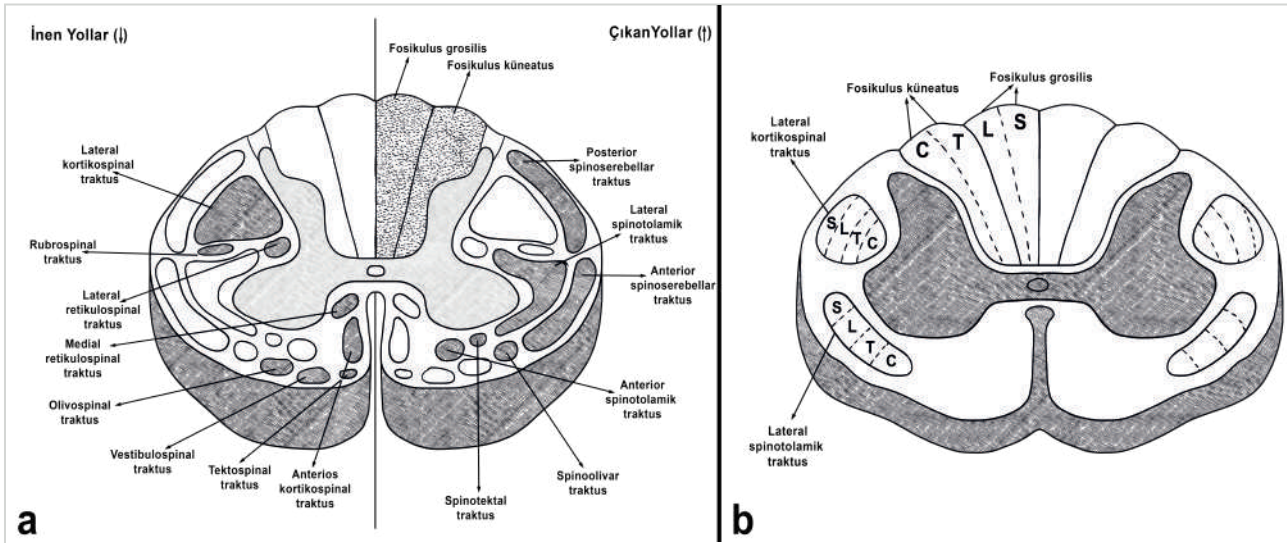 İnen Yollar (↓)
ÇıkanYollar (↑)
Fosikulus grosilis
Fosikulus küneatus
Lateral
kortikospinal
traktus
Rubrospinal
traktus
Lateral
retikulospinal
traktus
Medial
retikulospinal
traktus
Olivospinal
traktus
Vestibulospinal
traktus
Tektospinal
traktus
Anterios
kortikospinal
traktus
Posterior
spinoserebellar
traktus
Lateral
spinotolamik
traktus
Anterior
spinoserebellar
traktus
Anterior
spinotolamik
traktus
Spinoolivar
traktus
Spinotektal
traktus
a
Fosikulus grosilis
Fosikulus küneatus
Lateral
kortikospinal
traktus
C T L S
S L T C
S
L
T
C
Lateral
spinotolamik
traktus
b